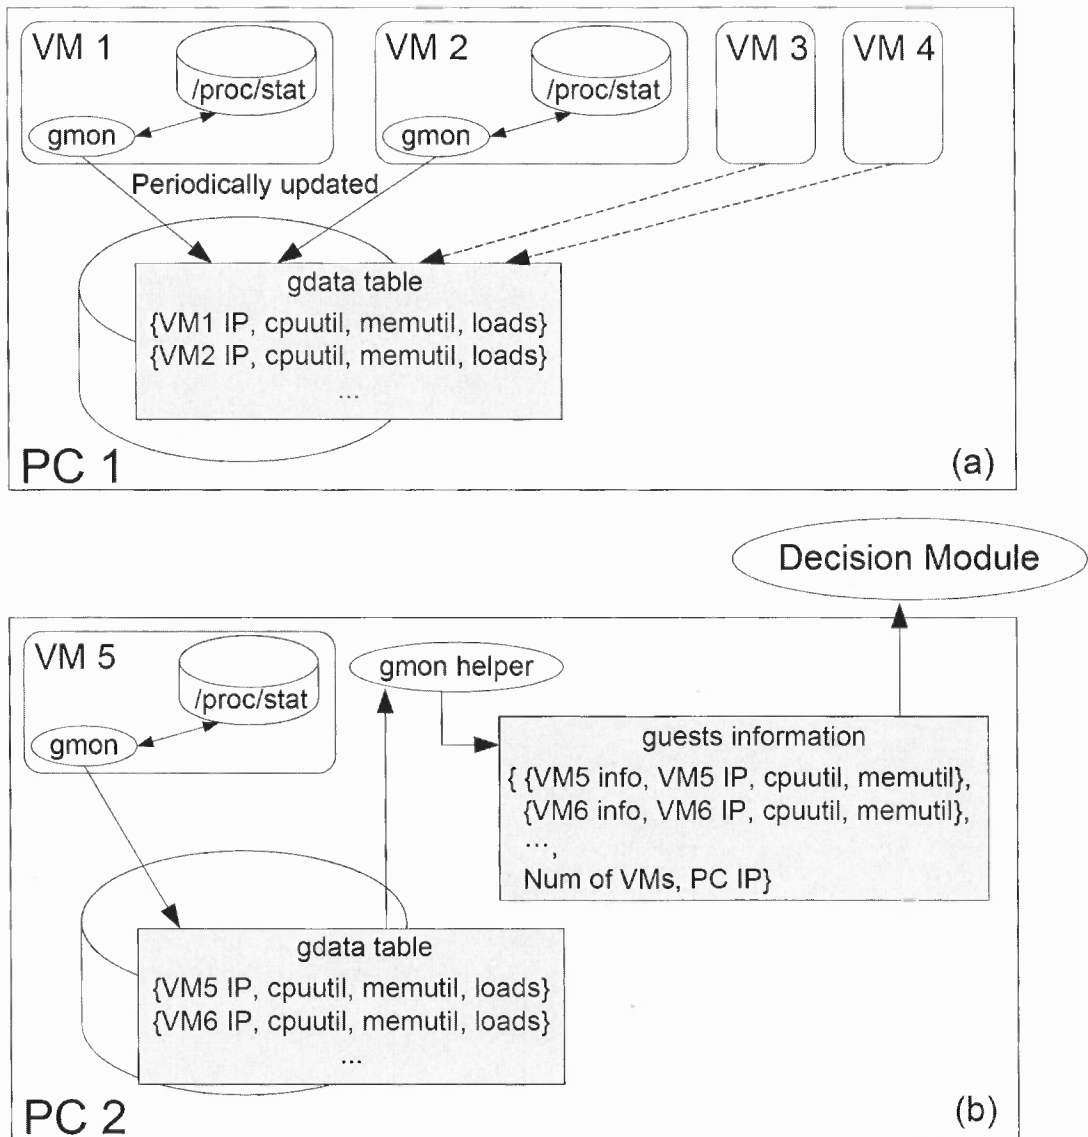 VM 1
/proc/stat
gmon
VM 2
/proc/stat
gmon
VM 3
VM 4
Periodically updated
gdata table
{VM1 IP, cpuutil, memutil, loads}
{VM2 IP, cpuutil, memutil, loads}
...
PC 1
(a)
Decision Module
VM 5
/proc/stat
gmon
gmon helper
guests information
{ {VM5 info, VM5 IP, cpuutil, memutil},
{VM6 info, VM6 IP, cpuutil, memutil},
...,
Num of VMs, PC IP}
gdata table
{VM5 IP, cpuutil, memutil, loads}
{VM6 IP, cpuutil, memutil, loads}
...
PC 2
(b)